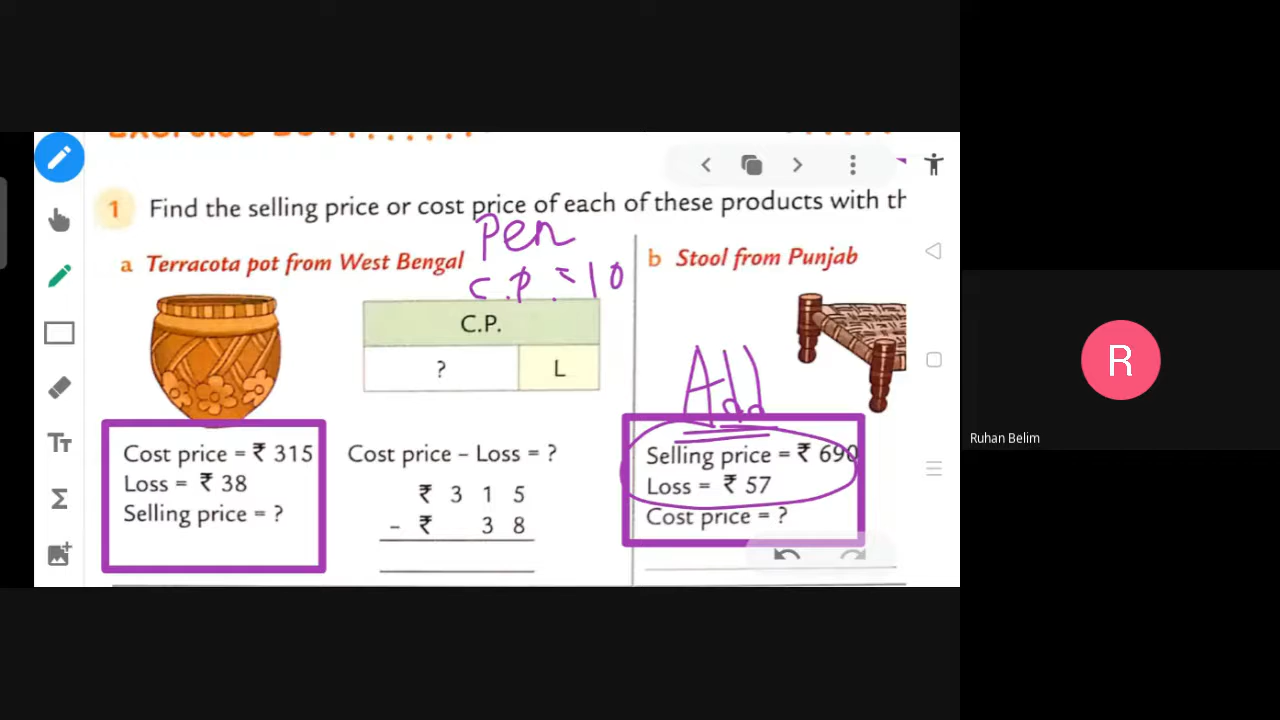 1 Find the selling price or cost price of each of these products with th
Pen
C.P. = 10
a Terracota pot from West Bengal
C.P.
? L
Cost price = ₹ 315
Loss = ₹ 38
Selling price = ?
Cost price – Loss = ?
₹ 3 1 5
– ₹ 3 8
b Stool from Punjab
Add
Selling price = ₹ 690
Loss = ₹ 57
Cost price = ?
Tт
Σ
R
Ruhan Belim